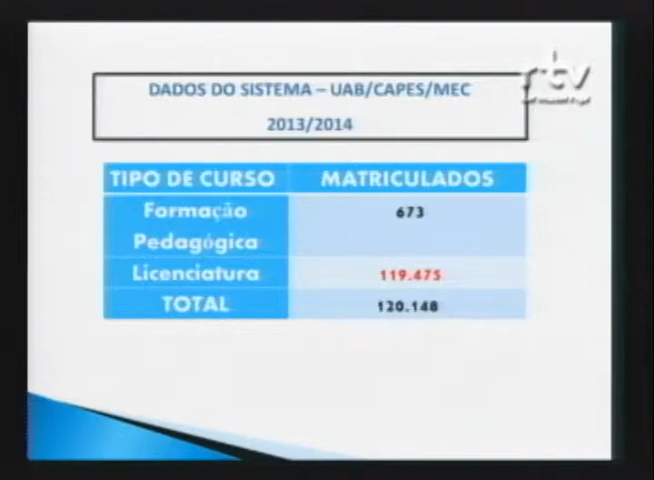 DADOS DO SISTEMA – UAB/CAPES/MEC
2013/2014
rtv
TIPO DE CURSO MATRICULADOS
Formação 673
Pedagógica
Licenciatura 119.475
TOTAL 120.148